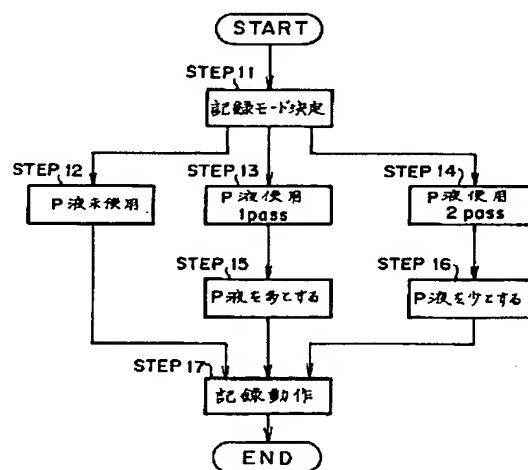 START
STEP 11
記録モード決定
STEP 12
P液未使用
STEP 13
P液使用
1pass
STEP 14
P液使用
2 pass
STEP 15
P液を多とする
STEP 16
P液を少とする
STEP 17
記録動作
END